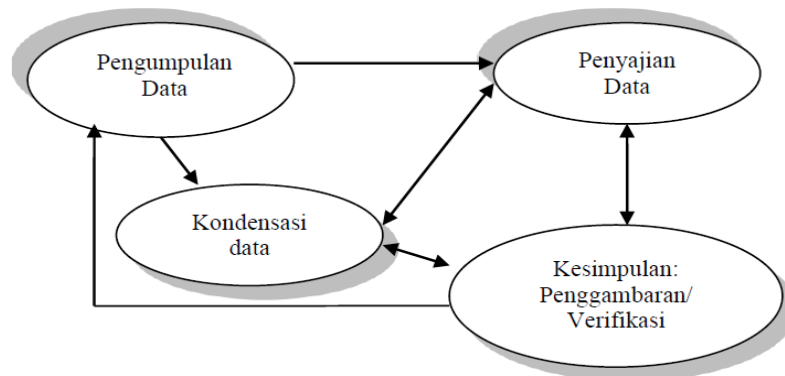 Pengumpulan
Data
Penyajian
Data
Kondensasi
data
Kesimpulan:
Penggambaran/
Verifikasi